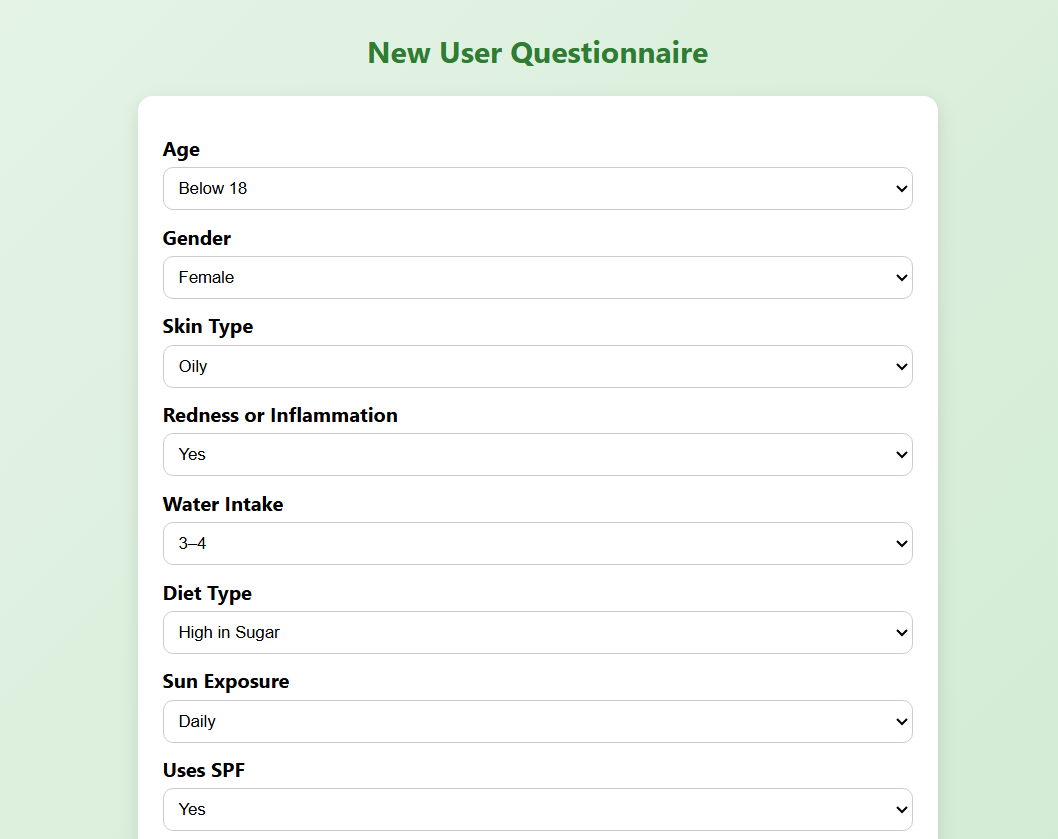 New User Questionnaire
Age
Below 18
Gender
Female
Skin Type
Oily
Redness or Inflammation
Yes
Water Intake
3–4
Diet Type
High in Sugar
Sun Exposure
Daily
Uses SPF
Yes